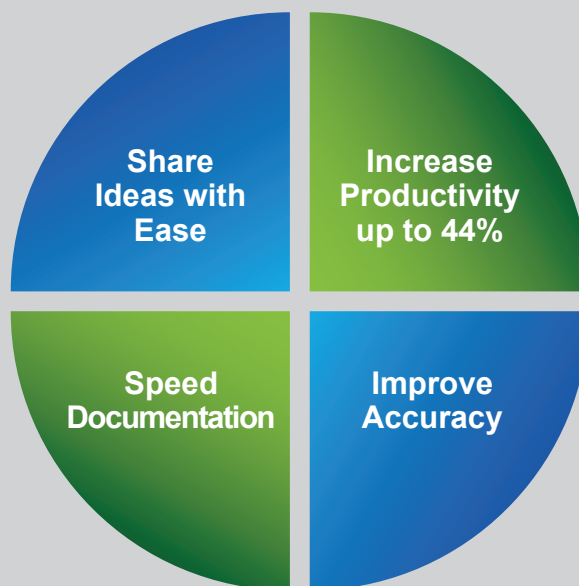 Share
Ideas with
Ease
Increase
Productivity
up to 44%
Speed
Documentation
Improve
Accuracy